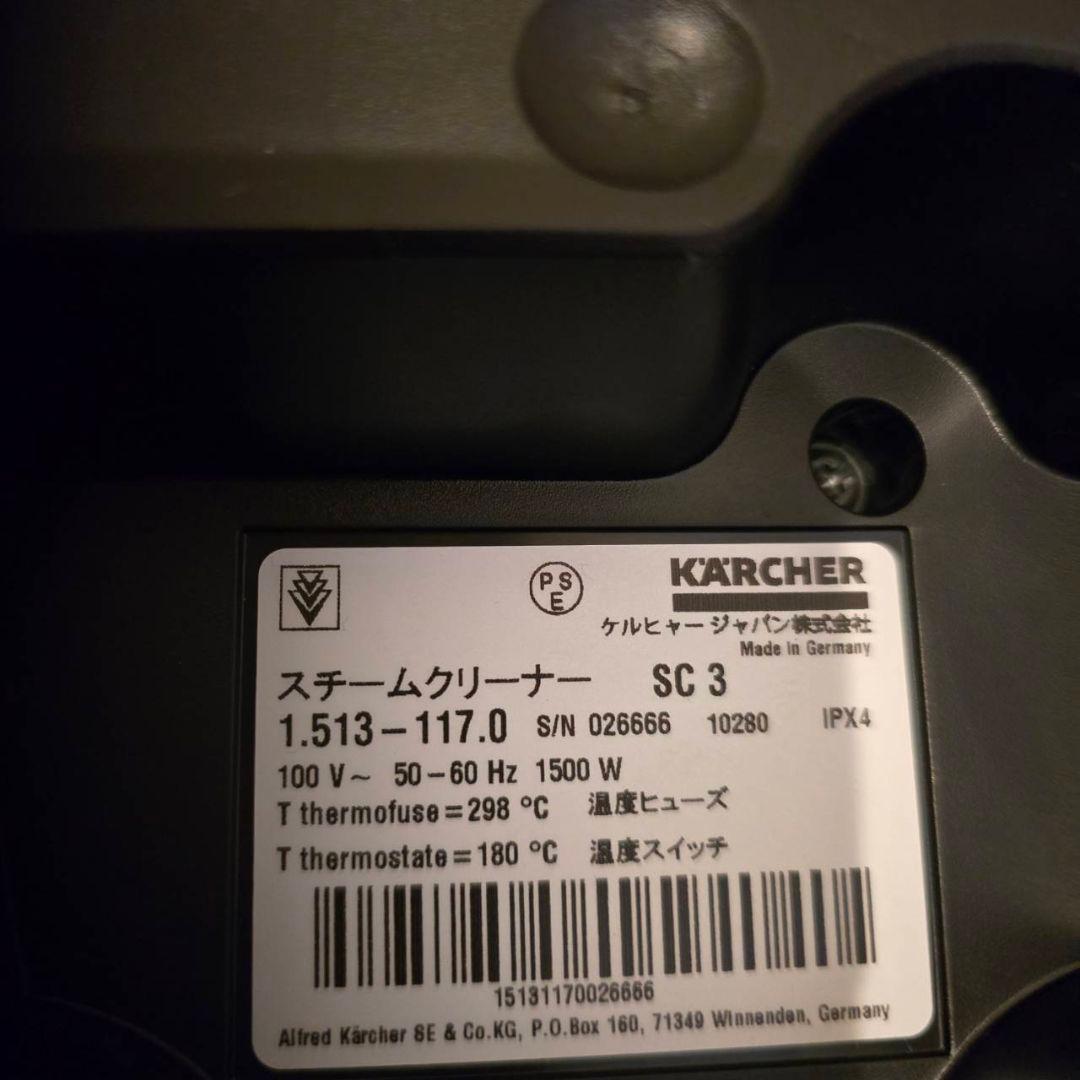 PSE
KÄRCHER
ケルヒャージャパン株式会社
Made in Germany
スチームクリーナー SC 3
1.513-117.0 S/N 026666 10280 IPX4
100 V~ 50-60 Hz 1500 W
T thermofuse=298 °C 温度ヒューズ
T thermostate=180 °C 温度スイッチ
15131170026666
Alfred Kärcher SE & Co.KG, P.O.Box 160, 71349 Winnenden, Germany